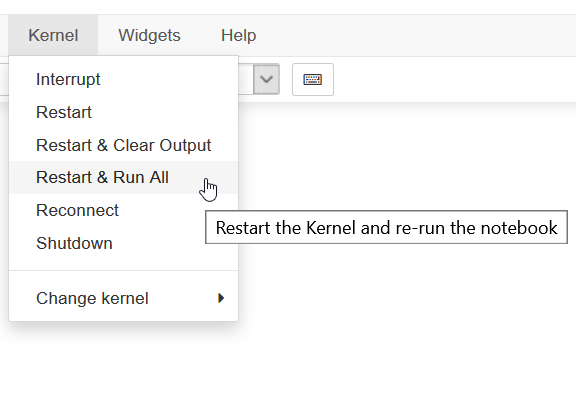 Kernel Widgets Help
Interrupt
Restart
Restart & Clear Output
Restart & Run All
Reconnect
Restart the Kernel and re-run the notebook
Shutdown
Change kernel